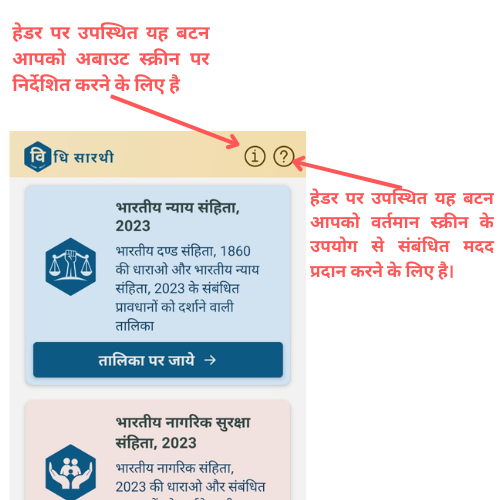 हेडर पर उपस्थित यह बटन
आपको अबाउट स्क्रीन पर
निर्देशित करने के लिए है
विधि सारथी
i ?
हेडर पर उपस्थित यह बटन
आपको वर्तमान स्क्रीन के
उपयोग से संबंधित मदद
प्रदान करने के लिए है।
भारतीय न्याय संहिता,
2023
भारतीय दण्ड संहिता, 1860
की धाराओ और भारतीय न्याय
संहिता, 2023 के संबंधित
प्रावधानों को दर्शाने वाली
तालिका
तालिका पर जाये →
भारतीय नागरिक सुरक्षा
संहिता, 2023
भारतीय नागरिक संहिता,
2023 की धाराओ और संबंधित